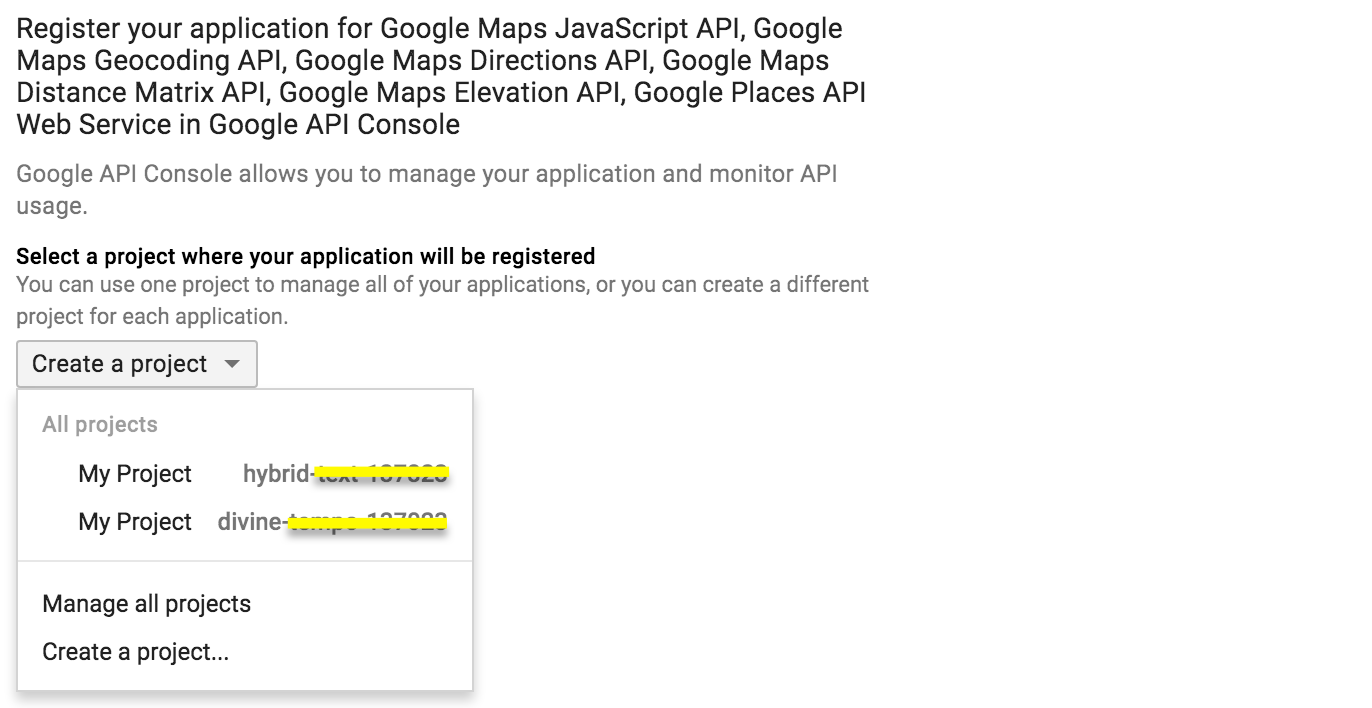 Register your application for Google Maps JavaScript API, Google
Maps Geocoding API, Google Maps Directions API, Google Maps
Distance Matrix API, Google Maps Elevation API, Google Places API
Web Service in Google API Console
Google API Console allows you to manage your application and monitor API
usage.
Select a project where your application will be registered
You can use one project to manage all of your applications, or you can create a different
project for each application.
Create a project
All projects
My Project hybrid-
My Project divine-
Manage all projects
Create a project...